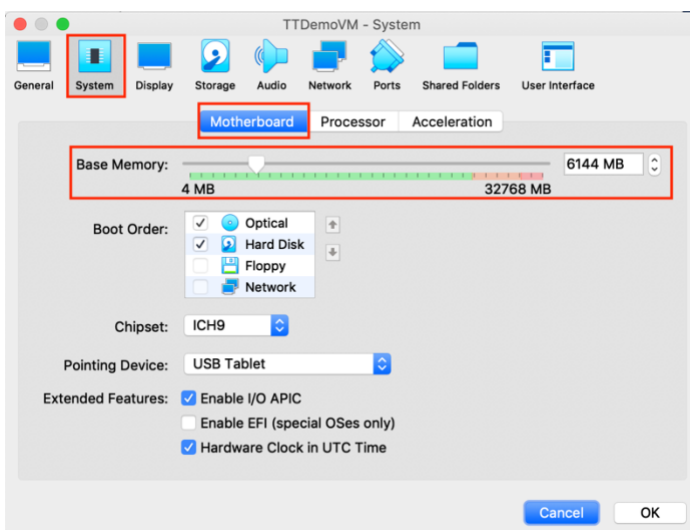 TTDemoVM - System
General System Display Storage Audio Network Ports Shared Folders User Interface
Motherboard Processor Acceleration
Base Memory: 6144 MB
4 MB 32768 MB
Boot Order: Optical
Hard Disk
Floppy
Network
Chipset: ICH9
Pointing Device: USB Tablet
Extended Features: Enable I/O APIC
Enable EFI (special OSes only)
Hardware Clock in UTC Time
Cancel OK